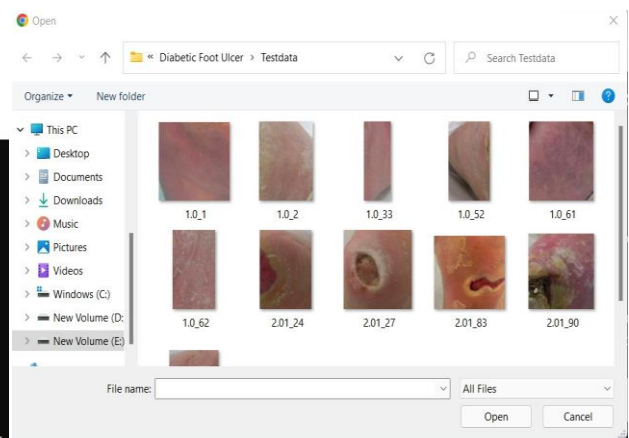 Open
« Diabetic Foot Ulcer > Testdata
Search Testdata
Organize
New folder
This PC
Desktop
Documents
Downloads
Music
Pictures
Videos
Windows (C:)
New Volume (D:
New Volume (E:)
1.0_1
1.0_2
1.0_33
1.0_52
1.0_61
1.0_62
2.01_24
2.01_27
2.01_83
2.01_90
File name:
All Files
Open
Cancel